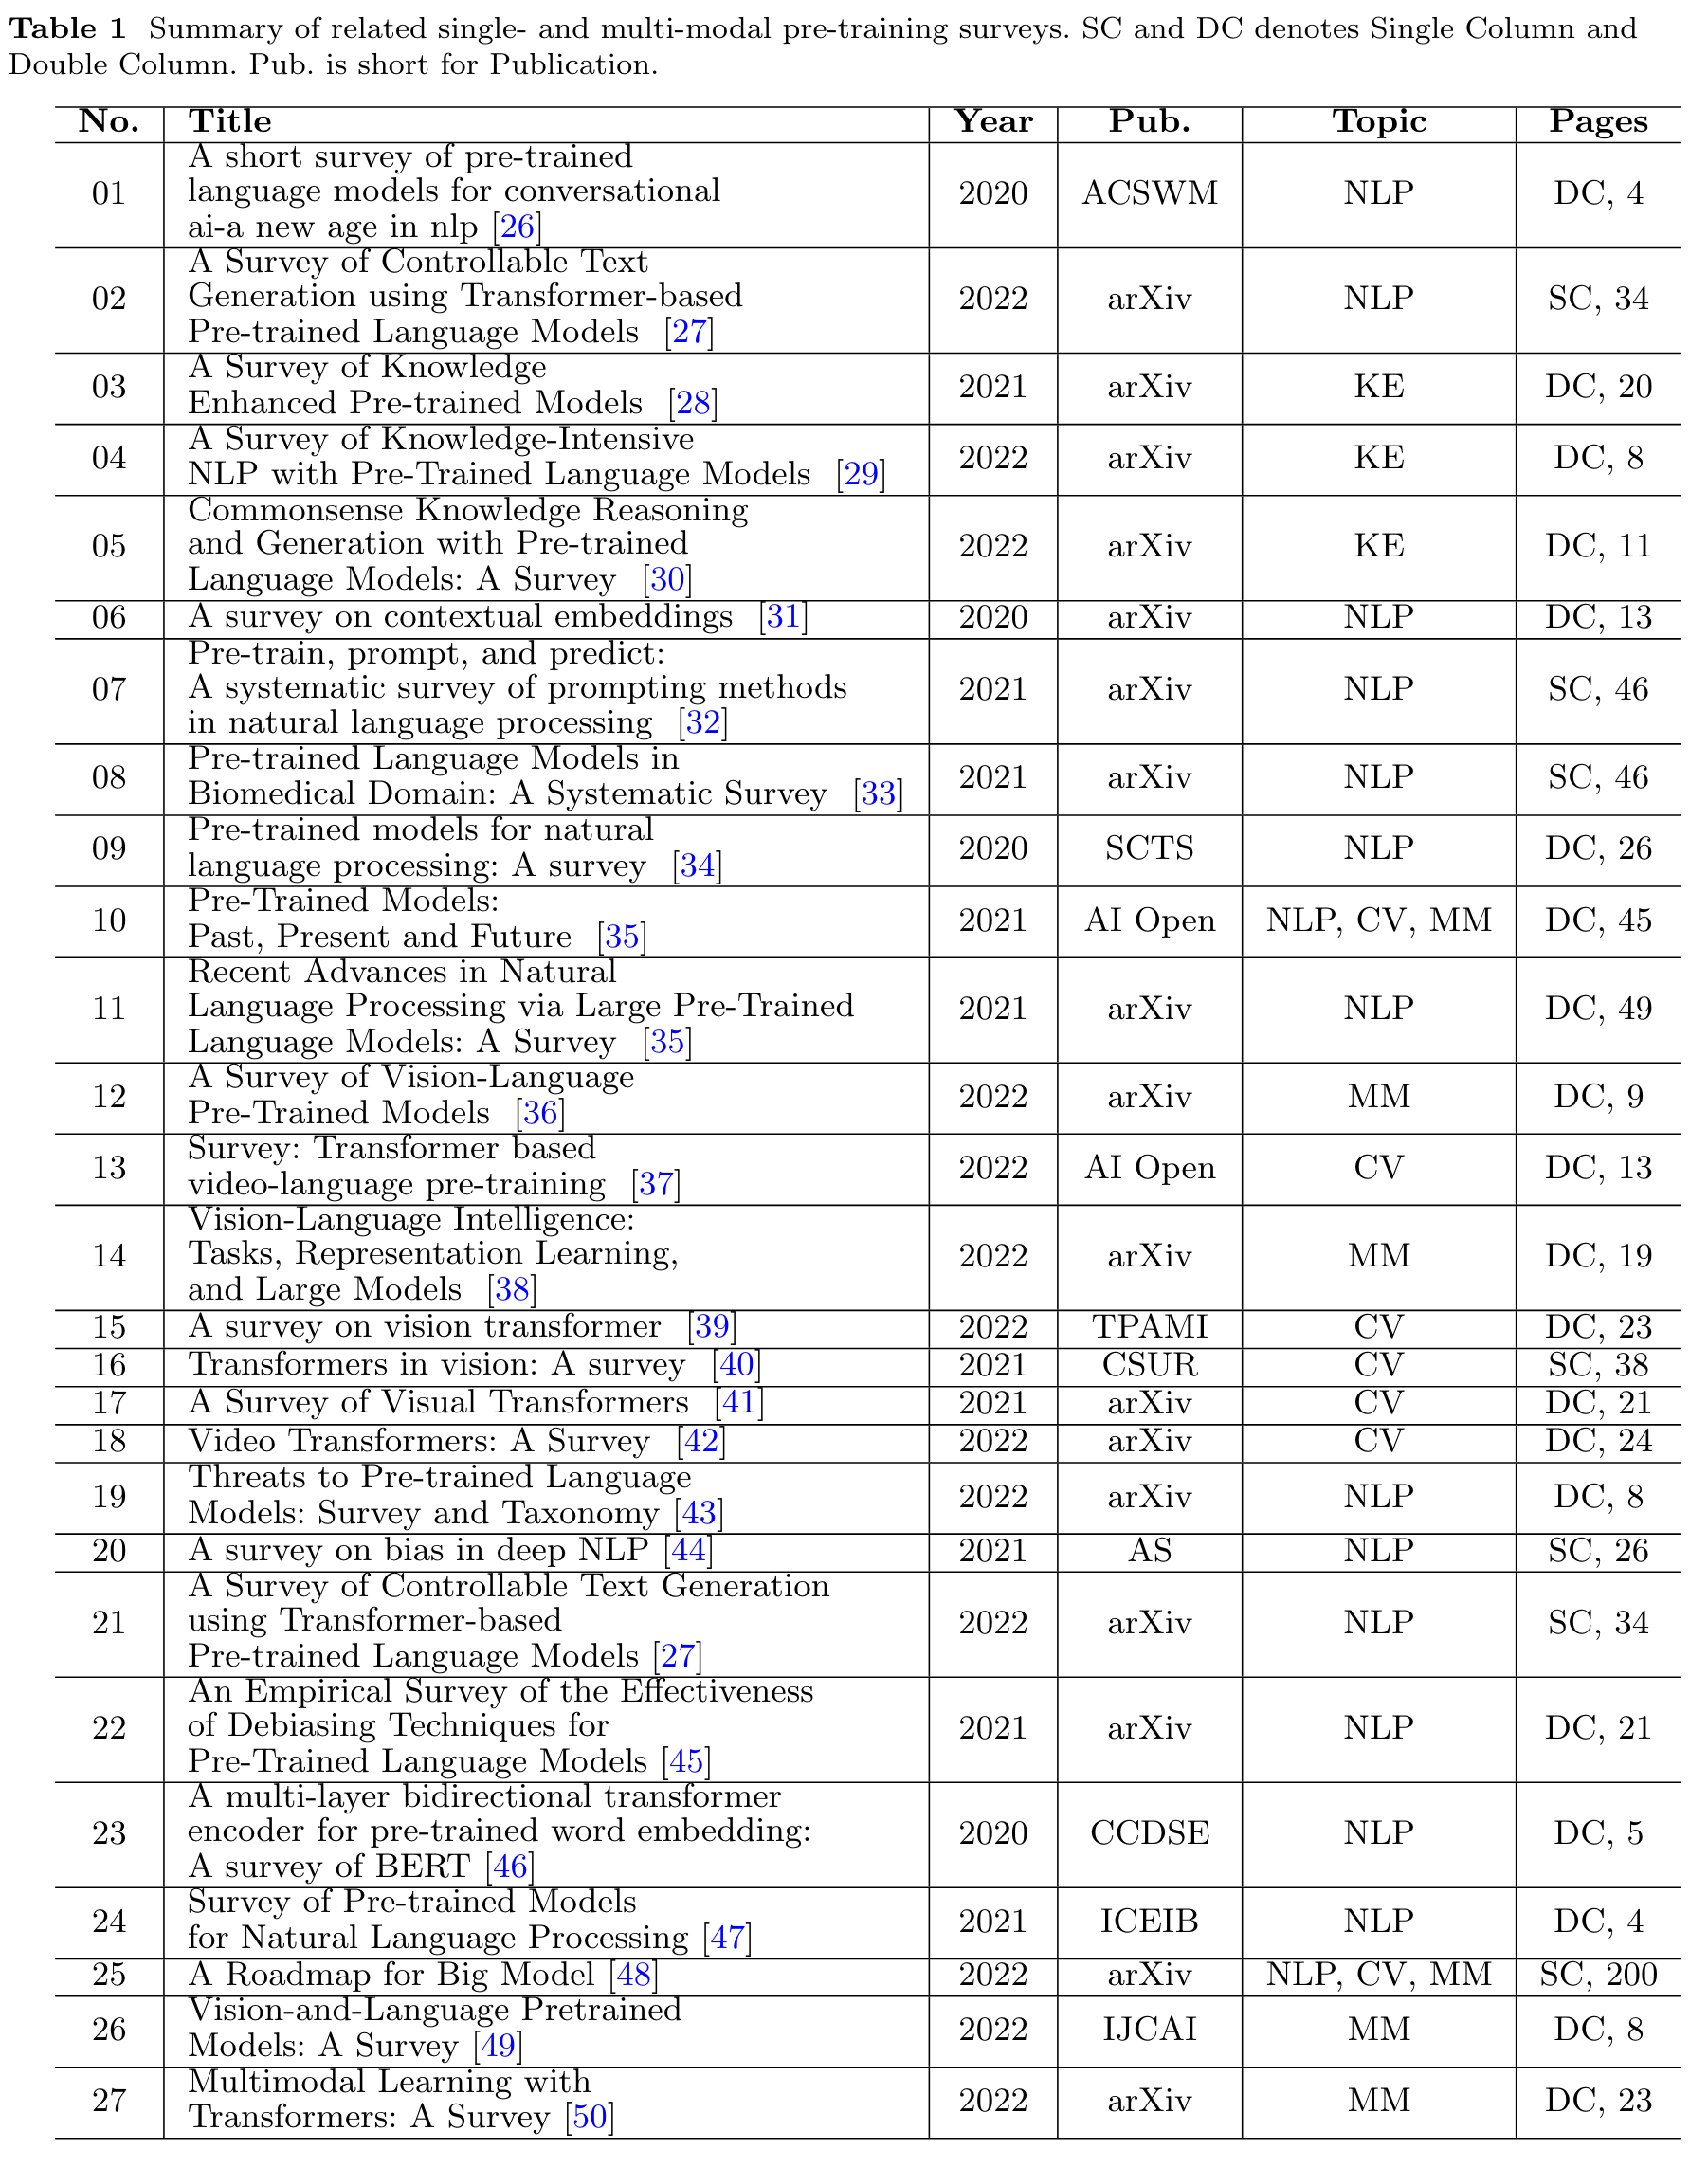 Table 1 Summary of related single- and multi-modal pre-training surveys. SC and DC denotes Single Column and
Double Column. Pub. is short for Publication.
No. Title Year Pub. Topic Pages
A short survey of pre-trained
language models for conversational
01 2020 ACSWM NLP DC, 4
ai-a new age in nlp [26]
A Survey of Controllable Text
Generation using Transformer-based
02 2022 arXiv NLP SC, 34
Pre-trained Language Models [27]
A Survey of Knowledge
03 2021 arXiv KE DC, 20
Enhanced Pre-trained Models [28]
A Survey of Knowledge-Intensive
04 2022 arXiv KE DC, 8
NLP with Pre-Trained Language Models [29]
Commonsense Knowledge Reasoning
and Generation with Pre-trained
05 2022 arXiv KE DC, 11
Language Models: A Survey [30]
06 A survey on contextual embeddings [31] 2020 arXiv NLP DC, 13
Pre-train, prompt, and predict:
A systematic survey of prompting methods
07 2021 arXiv NLP SC, 46
in natural language processing [32]
Pre-trained Language Models in
08 2021 arXiv NLP SC, 46
Biomedical Domain: A Systematic Survey [33]
Pre-trained models for natural
09 2020 SCTS NLP DC, 26
language processing: A survey [34]
Pre-Trained Models:
10 2021 AI Open NLP, CV, MM DC, 45
Past, Present and Future [35]
Recent Advances in Natural
Language Processing via Large Pre-Trained
11 2021 arXiv NLP DC, 49
Language Models: A Survey [35]
A Survey of Vision-Language
12 2022 arXiv MM DC, 9
Pre-Trained Models [36]
Survey: Transformer based
13 2022 AI Open CV DC, 13
video-language pre-training [37]
Vision-Language Intelligence:
Tasks, Representation Learning,
14 2022 arXiv MM DC, 19
and Large Models [38]
15 A survey on vision transformer [39] 2022 TPAMI CV DC, 23
16 Transformers in vision: A survey [40] 2021 CSUR CV SC, 38
17 A Survey of Visual Transformers [41] 2021 arXiv CV DC, 21
18 Video Transformers: A Survey [42] 2022 arXiv CV DC, 24
Threats to Pre-trained Language
19 2022 arXiv NLP DC, 8
Models: Survey and Taxonomy [43]
20 A survey on bias in deep NLP [44] 2021 AS NLP SC, 26
A Survey of Controllable Text Generation
using Transformer-based
21 2022 arXiv NLP SC, 34
Pre-trained Language Models [27]
An Empirical Survey of the Effectiveness
of Debiasing Techniques for
22 2021 arXiv NLP DC, 21
Pre-Trained Language Models [45]
A multi-layer bidirectional transformer
encoder for pre-trained word embedding:
23 2020 CCDSE NLP DC, 5
A survey of BERT [46]
Survey of Pre-trained Models
24 2021 ICEIB NLP DC, 4
for Natural Language Processing [47]
25 A Roadmap for Big Model [48] 2022 arXiv NLP, CV, MM SC, 200
Vision-and-Language Pretrained
26 2022 IJCAI MM DC, 8
Models: A Survey [49]
Multimodal Learning with
27 2022 arXiv MM DC, 23
Transformers: A Survey [50]